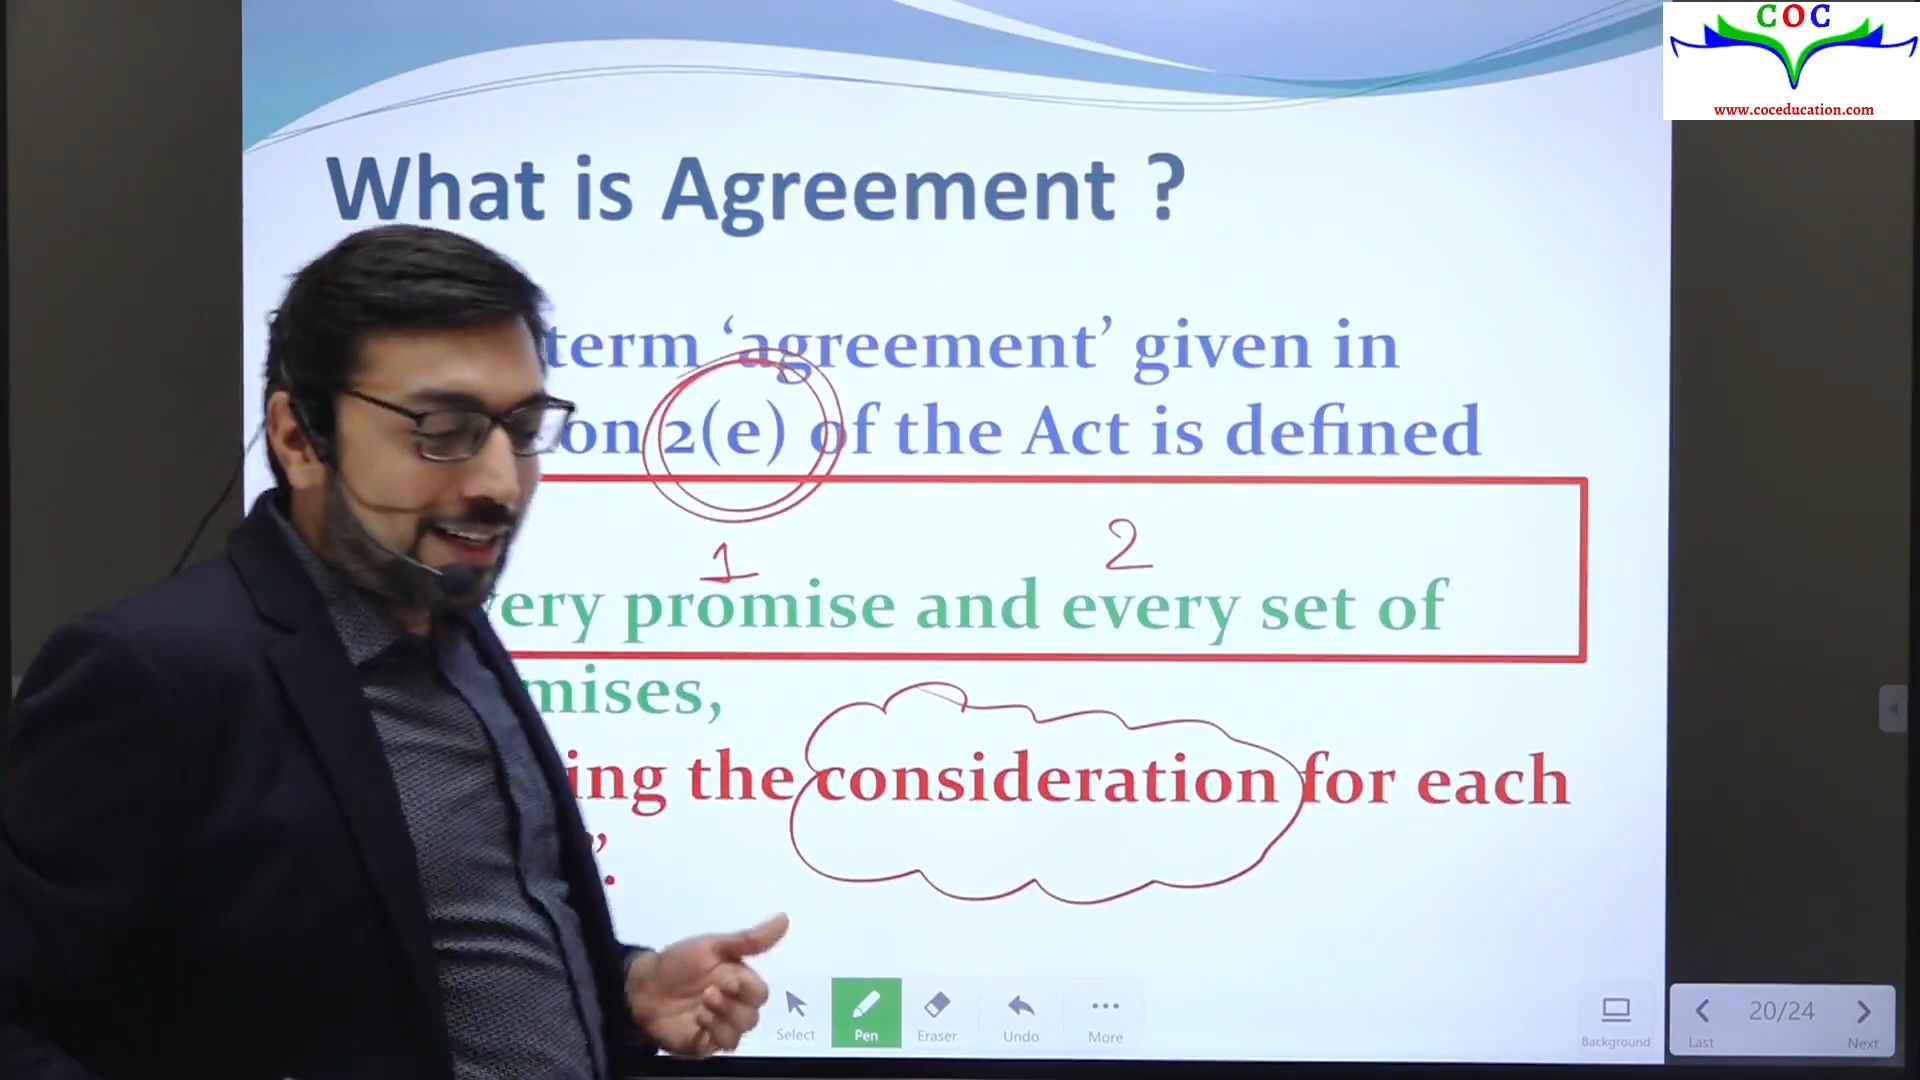 COC
www.coceducation.com
What is Agreement ?
term ‘agreement’ given in
on 2(e) of the Act is defined
1 2
very promise and every set of
mises,
ing the consideration for each
”.
Select Pen Eraser Undo More
Background
20/24
Last Next